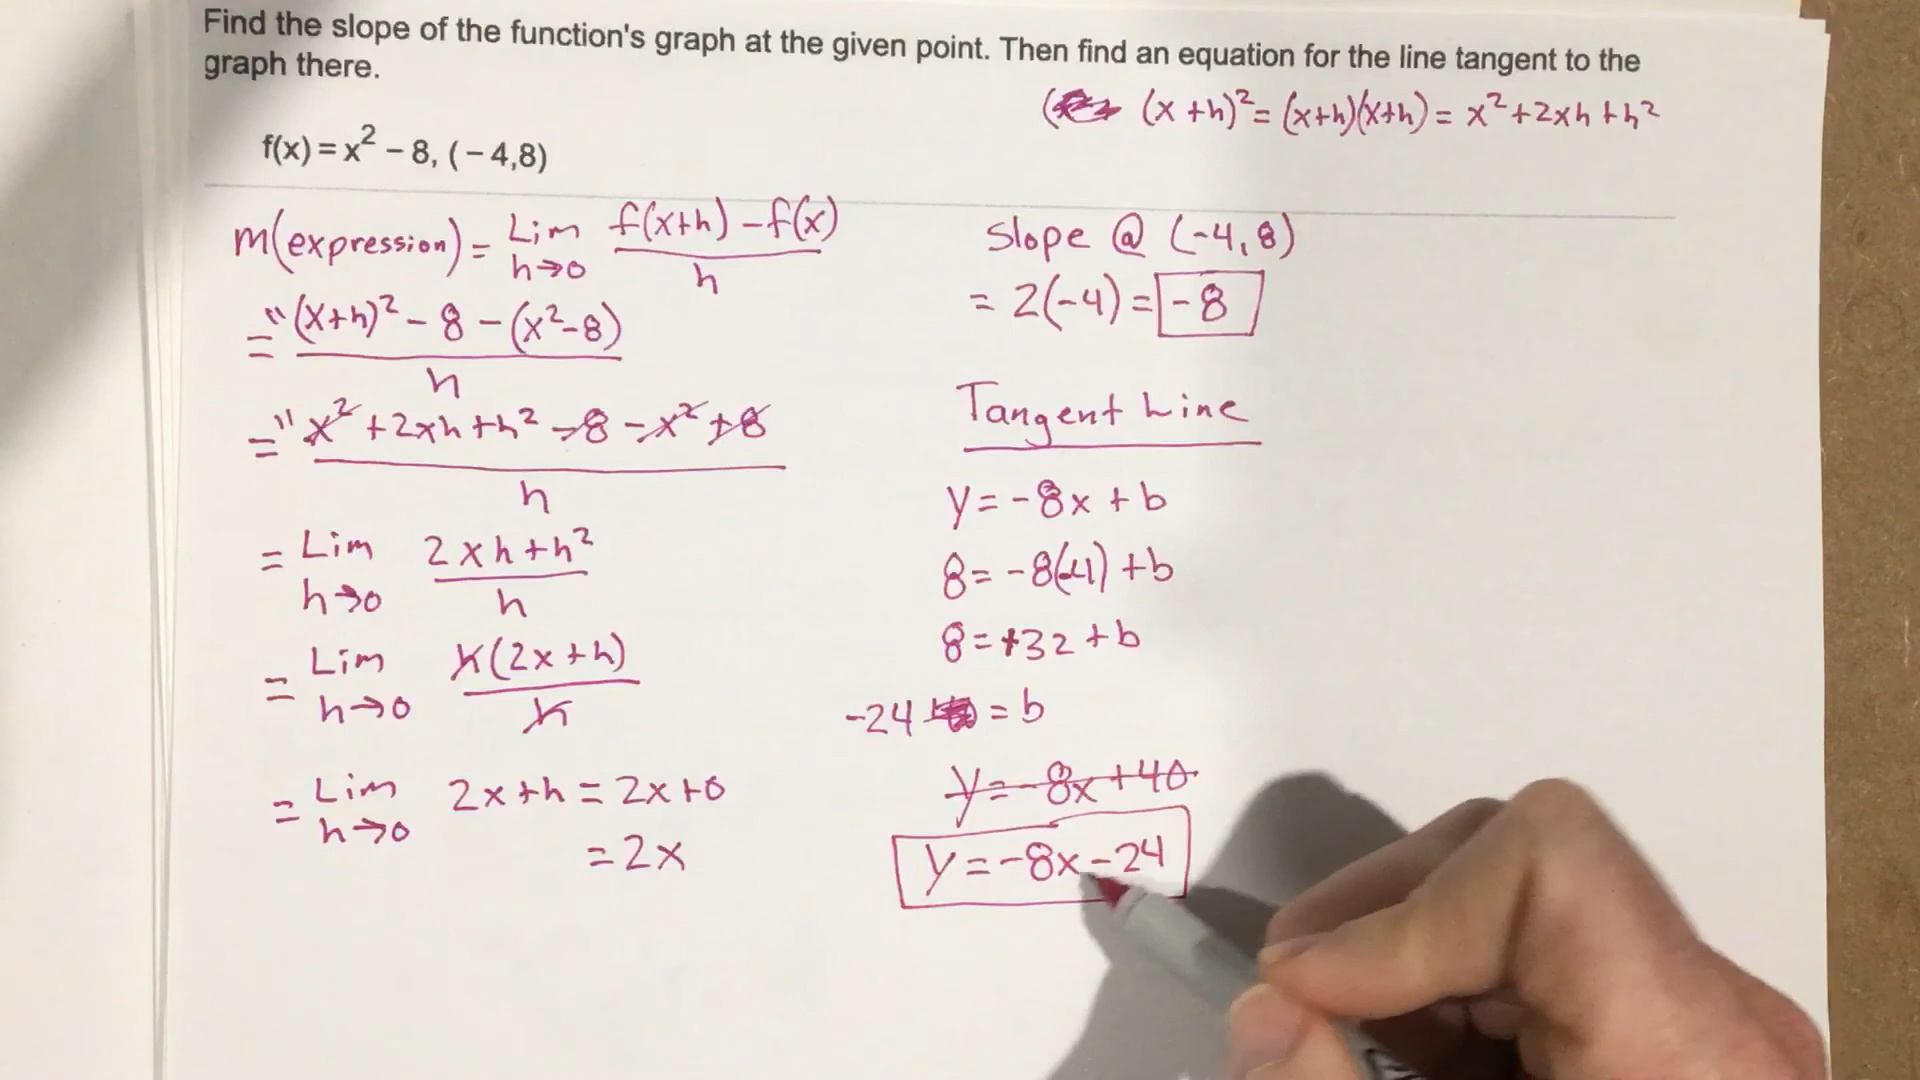 Find the slope of the function's graph at the given point. Then find an equation for the line tangent to the
graph there.
(x+h)² = (x+h)(x+h) = x²+2xh+h²
f(x) = x² – 8, (– 4,8)
m(expression) = Lim h→0 f(x+h) – f(x) / h
= " (x+h)² – 8 – (x²–8) / h
= " x² + 2xh + h² – 8 – x² + 8 / h
= Lim h→0 2xh + h² / h
= Lim h→0 h(2x+h) / h
= Lim h→0 2x+h = 2x+0
= 2x
Slope @ (-4, 8)
= 2(-4) = -8
Tangent Line
y = -8x + b
8 = -8(-4) + b
8 = +32 + b
-24 = b
y = -8x + 40
y = -8x - 24